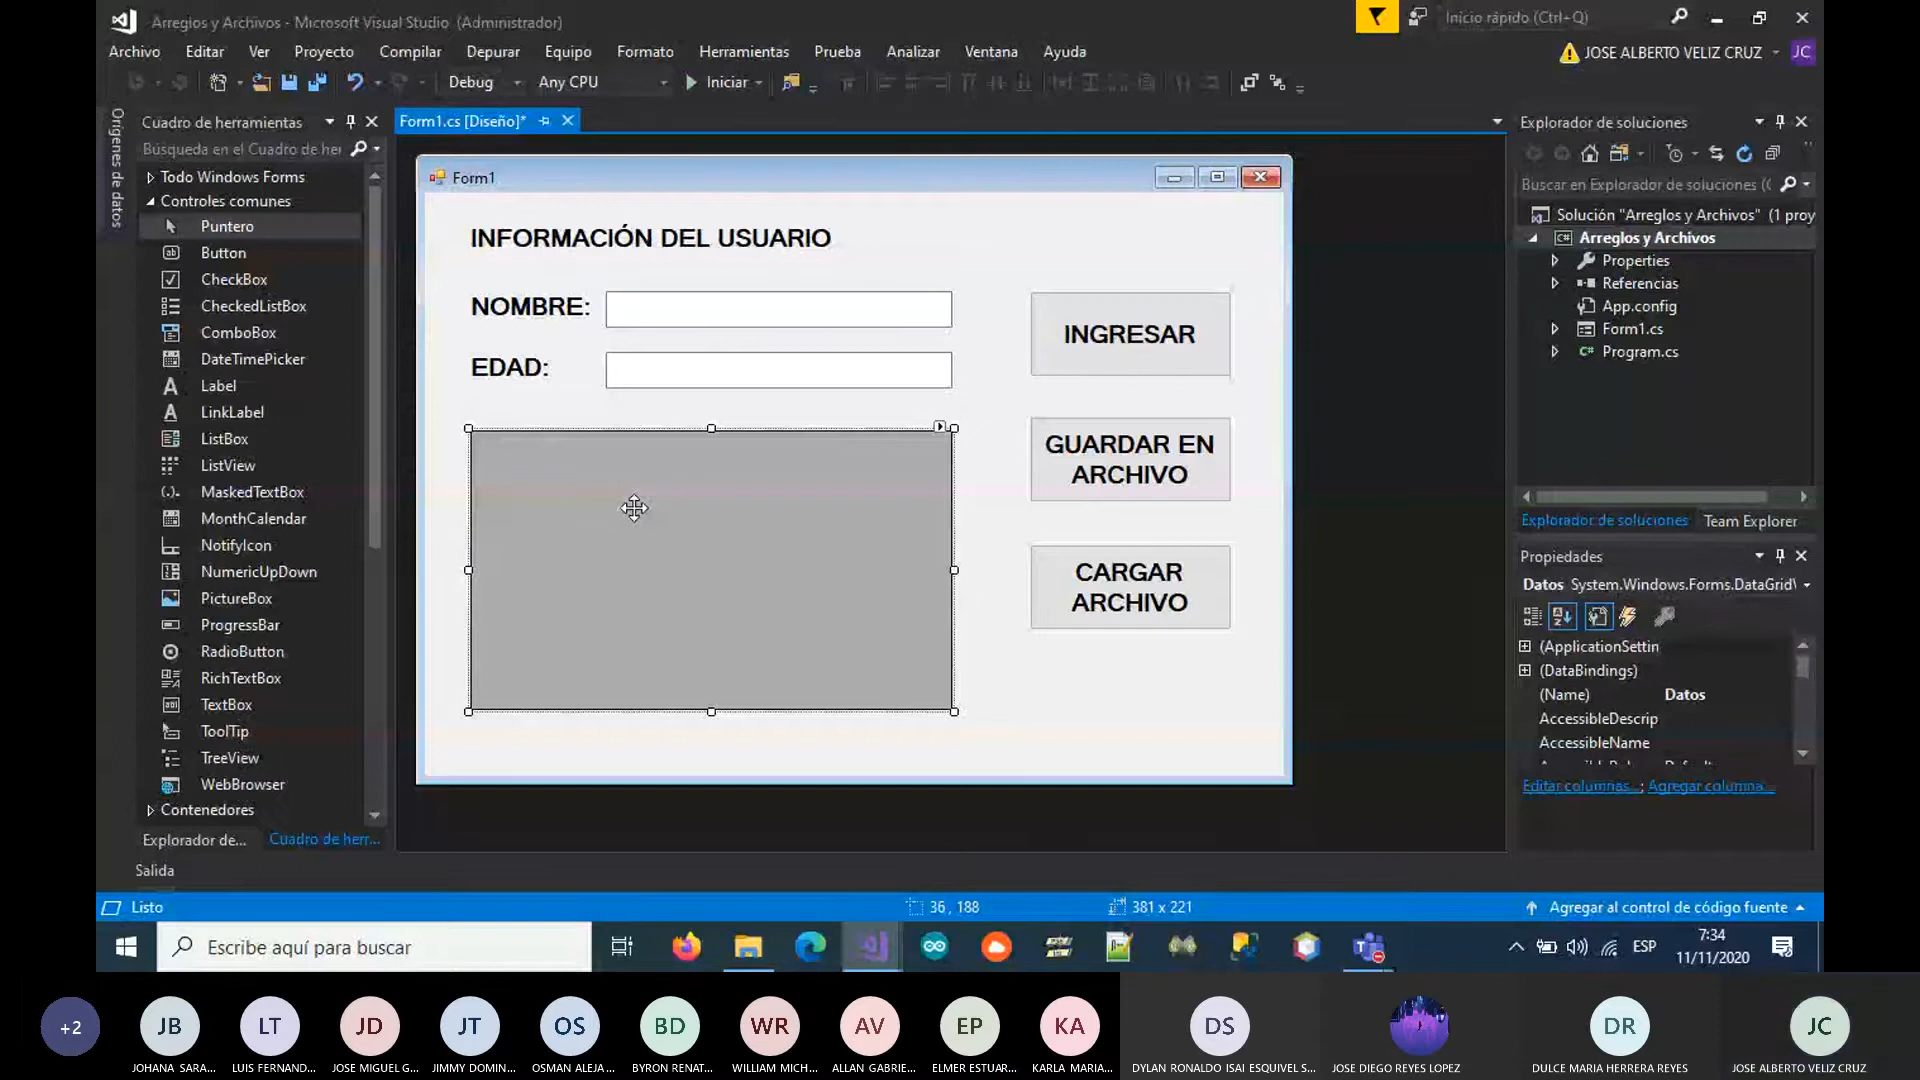 Arreglos y Archivos - Microsoft Visual Studio (Administrador)
Inicio rápido (Ctrl+Q)
Archivo Editar Ver Proyecto Compilar Depurar Equipo Formato Herramientas Prueba Analizar Ventana Ayuda
JOSE ALBERTO VELIZ CRUZ JC
Debug Any CPU Iniciar
Orígenes de datos
Cuadro de herramientas
Búsqueda en el Cuadro de her
Todo Windows Forms
Controles comunes
Puntero
Button
CheckBox
CheckedListBox
ComboBox
DateTimePicker
Label
LinkLabel
ListBox
ListView
MaskedTextBox
MonthCalendar
NotifyIcon
NumericUpDown
PictureBox
ProgressBar
RadioButton
RichTextBox
TextBox
ToolTip
TreeView
WebBrowser
Contenedores
Explorador de... Cuadro de herr...
Form1.cs [Diseño]*
Form1
INFORMACIÓN DEL USUARIO
NOMBRE:
EDAD:
INGRESAR
GUARDAR EN
ARCHIVO
CARGAR
ARCHIVO
Explorador de soluciones
Buscar en Explorador de soluciones (
Solución "Arreglos y Archivos" (1 proy
Arreglos y Archivos
Properties
Referencias
App.config
Form1.cs
Program.cs
Explorador de soluciones Team Explorer
Propiedades
Datos System.Windows.Forms.DataGrid
(ApplicationSettin
(DataBindings)
(Name) Datos
AccessibleDescrip
AccessibleName
Editar columnas...; Agregar columna...
Salida
Listo
36 , 188
381 x 221
Agregar al control de código fuente
Escribe aquí para buscar
ESP
7:34
11/11/2020
+2
JB
LT
JD
JT
OS
BD
WR
AV
EP
KA
DS
DR
JC
JOHANA SARA...
LUIS FERNAND...
JOSE MIGUEL G...
JIMMY DOMIN...
OSMAN ALEJA...
BYRON RENAT...
WILLIAM MICH...
ALLAN GABRIE...
ELMER ESTUAR...
KARLA MARIA...
DYLAN RONALDO ISAI ESQUIVEL S...
JOSE DIEGO REYES LOPEZ
DULCE MARIA HERRERA REYES
JOSE ALBERTO VELIZ CRUZ